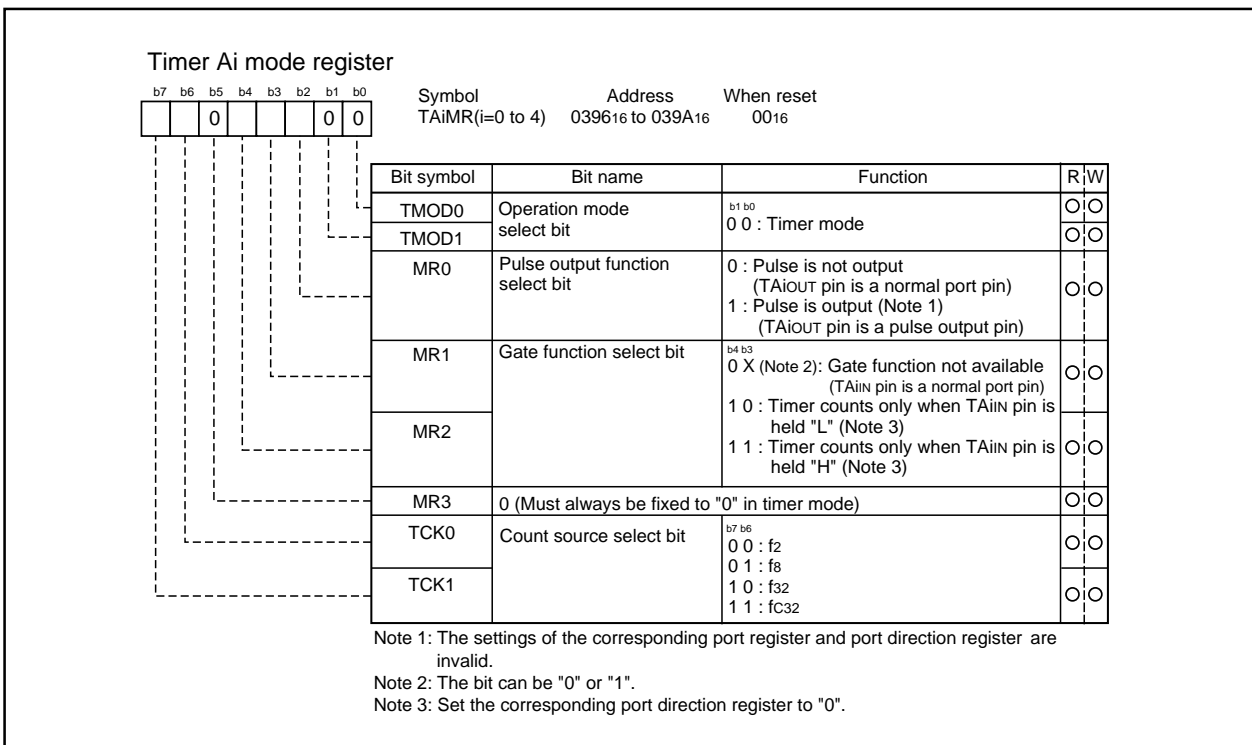 Timer Ai mode register
b7 b6 b5 b4 b3 b2 b1 b0
Symbol Address When reset
0 0 0 TAiMR(i=0 to 4) 039616 to 039A16 0016
Bit symbol Bit name Function R W
TMOD0 Operation mode select bit b1 b0
TMOD1 0 0 : Timer mode
MR0 Pulse output function select bit 0 : Pulse is not output
(TAiOUT pin is a normal port pin)
1 : Pulse is output (Note 1)
(TAiOUT pin is a pulse output pin)
MR1 Gate function select bit b4 b3
0 X (Note 2): Gate function not available
(TAiIN pin is a normal port pin)
1 0 : Timer counts only when TAiIN pin is
MR2 held "L" (Note 3)
1 1 : Timer counts only when TAiIN pin is
held "H" (Note 3)
MR3 0 (Must always be fixed to "0" in timer mode)
TCK0 Count source select bit b7 b6
0 0 : f2
0 1 : f8
TCK1 1 0 : f32
1 1 : fC32
Note 1: The settings of the corresponding port register and port direction register are
invalid.
Note 2: The bit can be "0" or "1".
Note 3: Set the corresponding port direction register to "0".